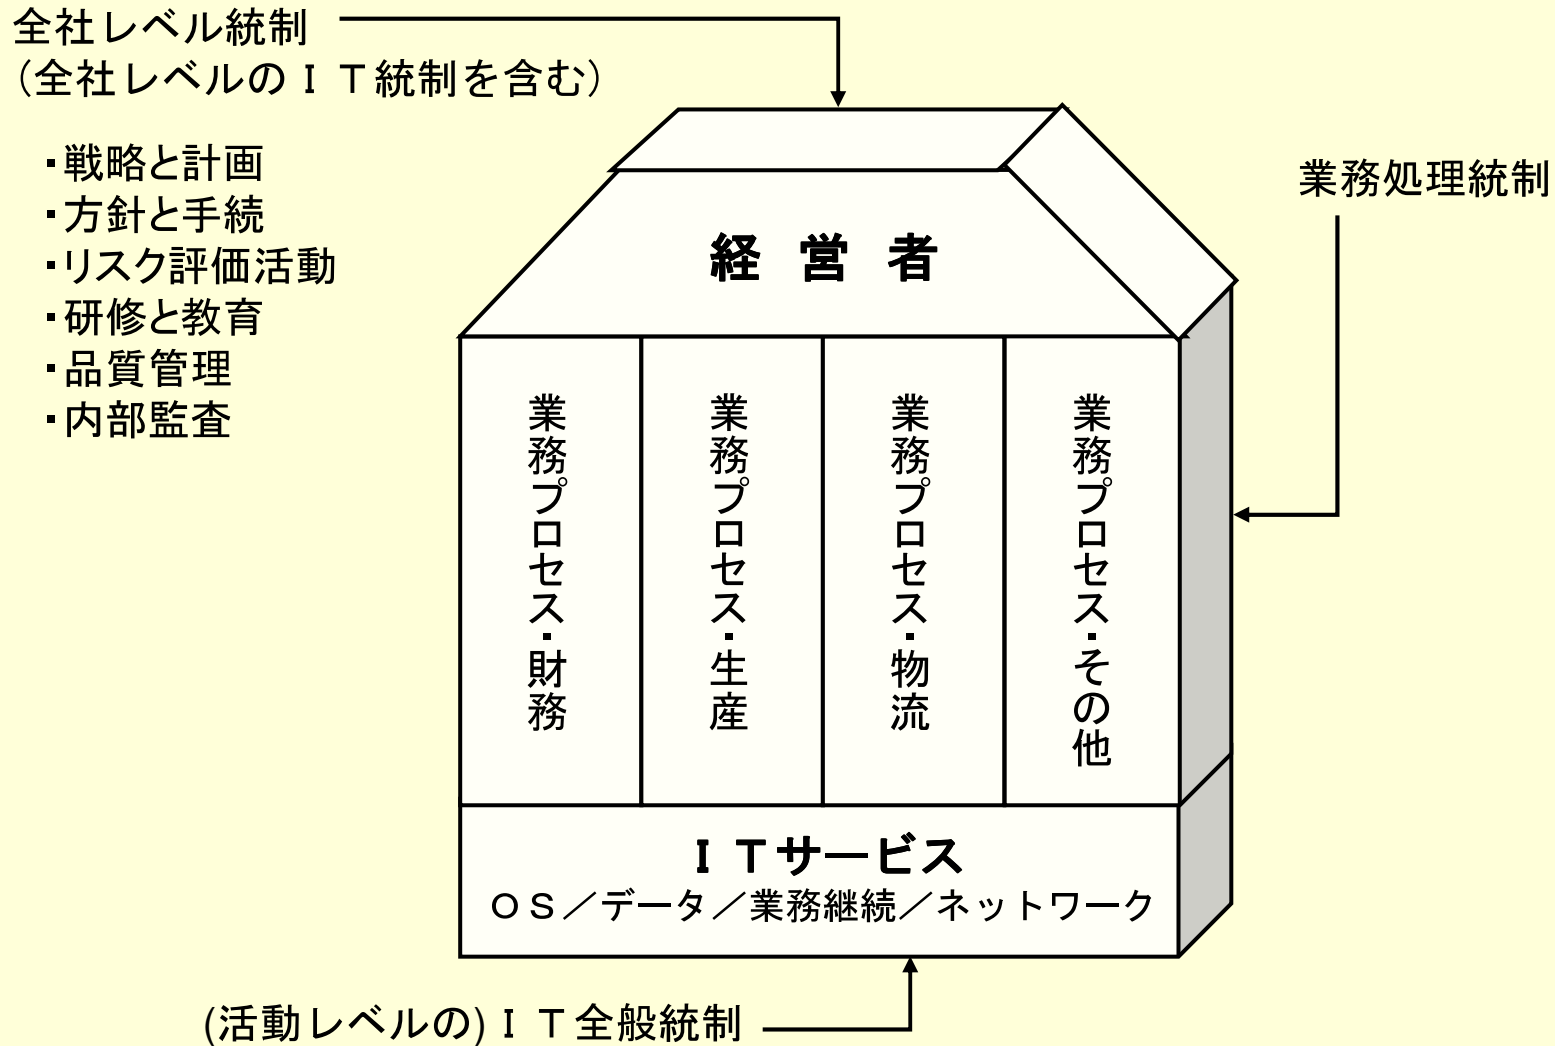 全社レベル統制
（全社レベルのＩＴ統制を含む）
・戦略と計画
・方針と手続
・リスク評価活動
・研修と教育
・品質管理
・内部監査
業務処理統制
経営者
業務プロセス・財務
業務プロセス・生産
業務プロセス・物流
業務プロセス・その他
ＩＴサービス
ＯＳ／データ／業務継続／ネットワーク
(活動レベルの)ＩＴ全般統制